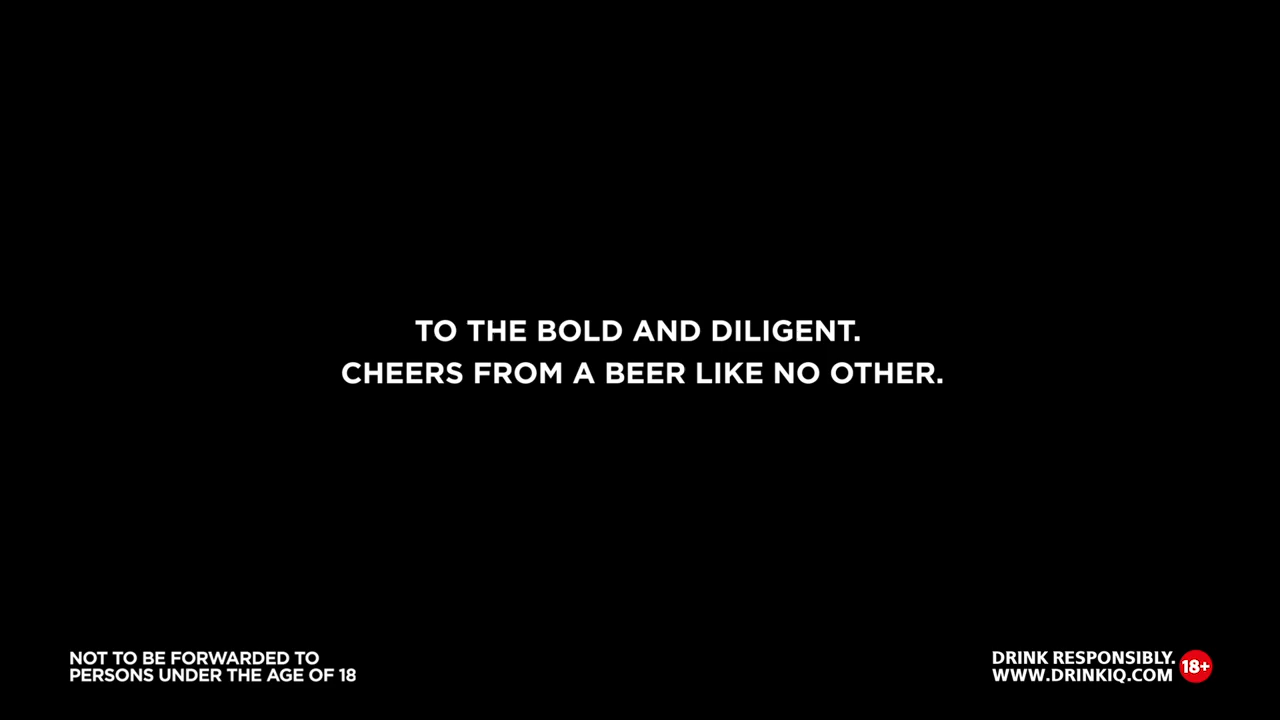 TO THE BOLD AND DILIGENT.
CHEERS FROM A BEER LIKE NO OTHER.
NOT TO BE FORWARDED TO
PERSONS UNDER THE AGE OF 18
DRINK RESPONSIBLY.
WWW.DRINKIQ.COM
18+